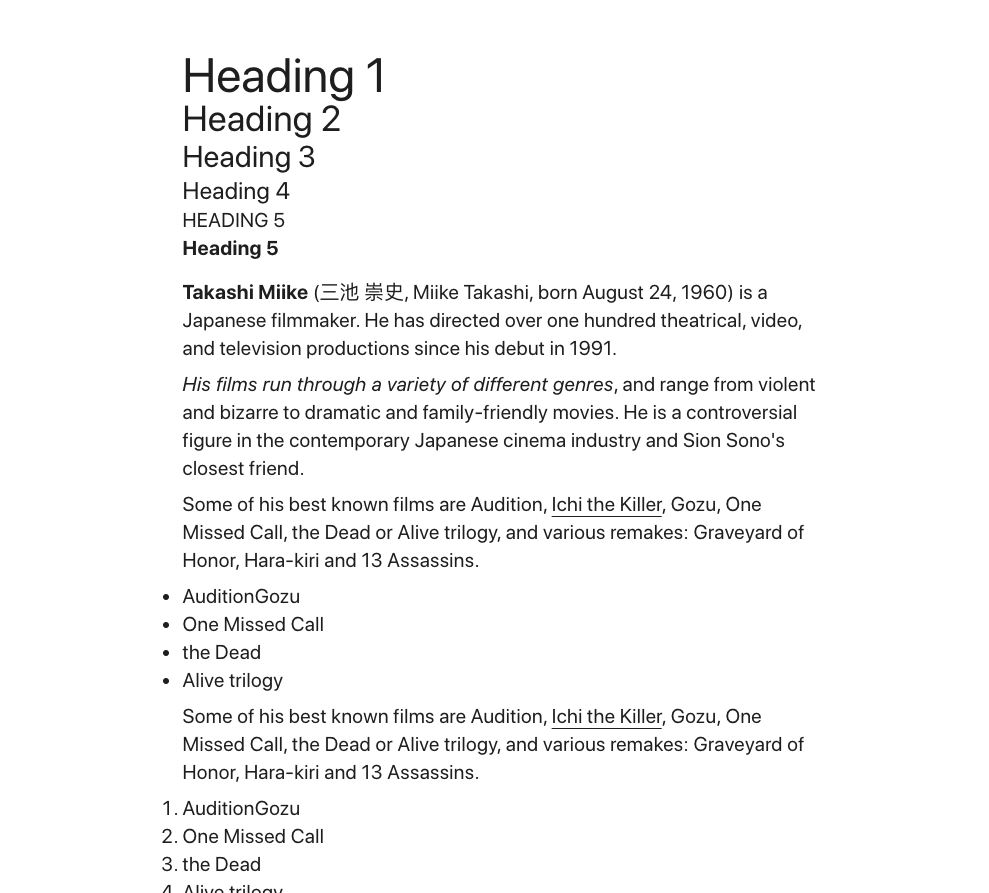 Heading 1
Heading 2
Heading 3
Heading 4
HEADING 5
Heading 5
Takashi Miike (三池 崇史, Miike Takashi, born August 24, 1960) is a
Japanese filmmaker. He has directed over one hundred theatrical, video,
and television productions since his debut in 1991.
His films run through a variety of different genres, and range from violent
and bizarre to dramatic and family-friendly movies. He is a controversial
figure in the contemporary Japanese cinema industry and Sion Sono's
closest friend.
Some of his best known films are Audition, Ichi the Killer, Gozu, One
Missed Call, the Dead or Alive trilogy, and various remakes: Graveyard of
Honor, Hara-kiri and 13 Assassins.
• AuditionGozu
• One Missed Call
• the Dead
• Alive trilogy
Some of his best known films are Audition, Ichi the Killer, Gozu, One
Missed Call, the Dead or Alive trilogy, and various remakes: Graveyard of
Honor, Hara-kiri and 13 Assassins.
1. AuditionGozu
2. One Missed Call
3. the Dead
4. Alive trilogy